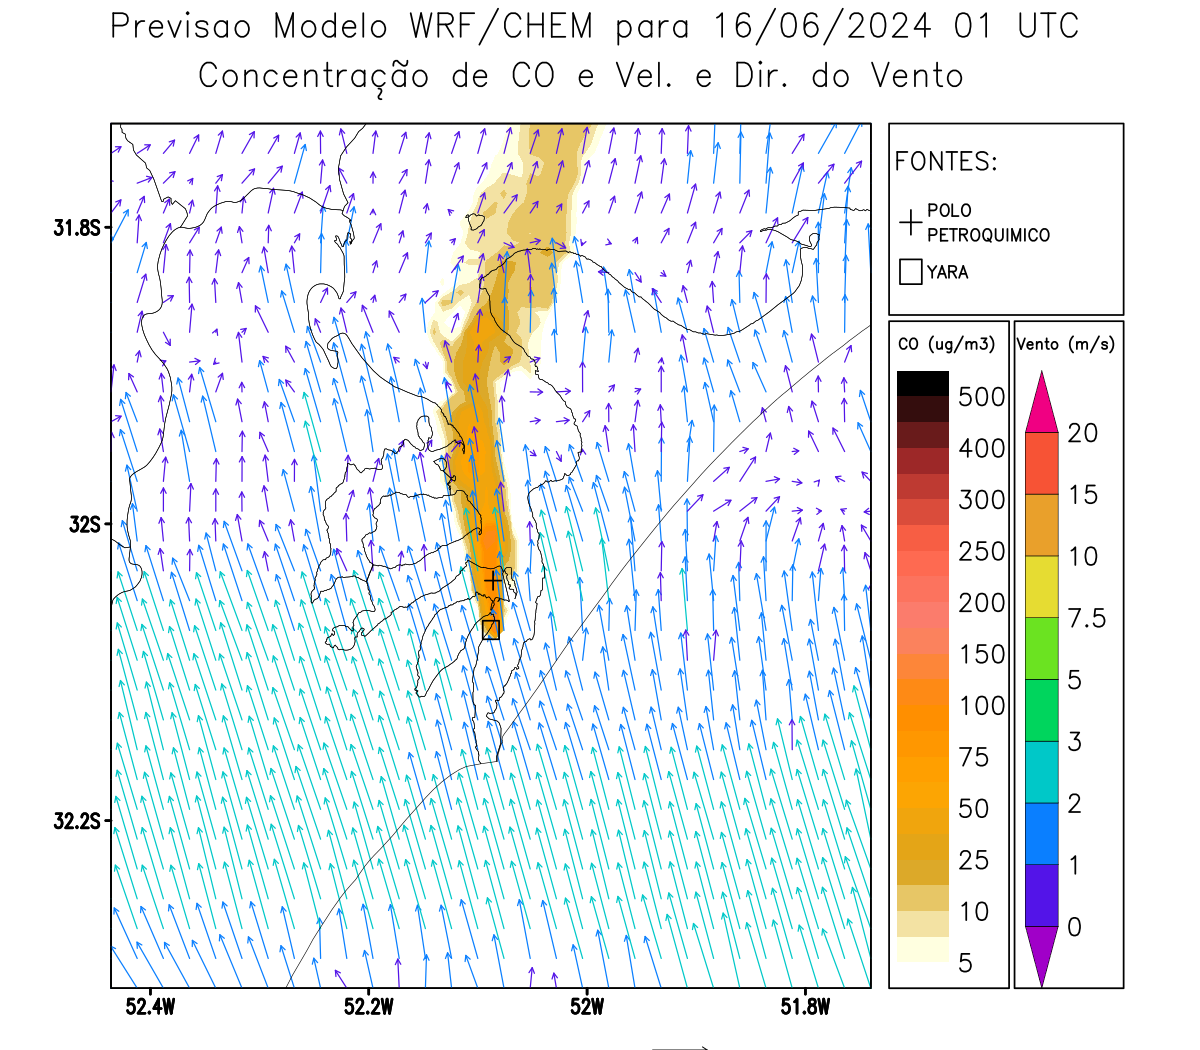 Previsao Modelo WRF/CHEM para 16/06/2024 01 UTC
Concentração de CO e Vel. e Dir. do Vento
FONTES:
POLO
PETROQUIMICO
YARA
CO (ug/m3)
500
400
300
250
200
150
100
75
50
25
10
5
Vento (m/s)
20
15
10
7.5
5
3
2
1
0
31.8S
32S
32.2S
52.4W
52.2W
52W
51.8W